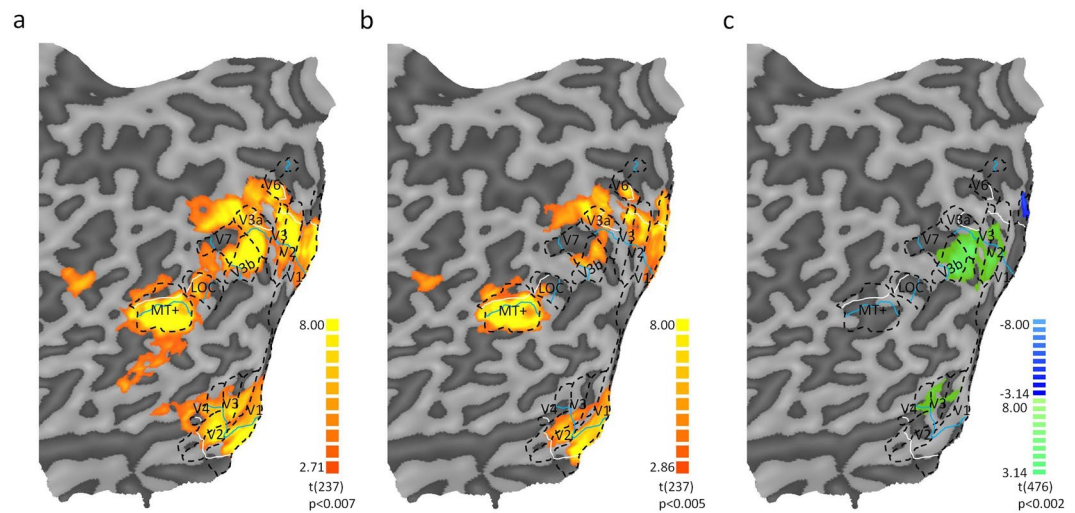 a
V6
V3a
V7
V3
V2
V3b
V1
LOC
MT+
8.00
V4
V3
V1
V2
2.71
t(237)
p<0.007
b
V6
V3a
V7
V3
V2
V3b
V1
LOC
MT+
8.00
V4
V3
V1
V2
2.86
t(237)
p<0.005
c
V6
V3a
V7
V3
V2
V3b
V1
LOC
MT+
-8.00
-3.14
8.00
V4
V3
V1
V2
3.14
t(476)
p<0.002